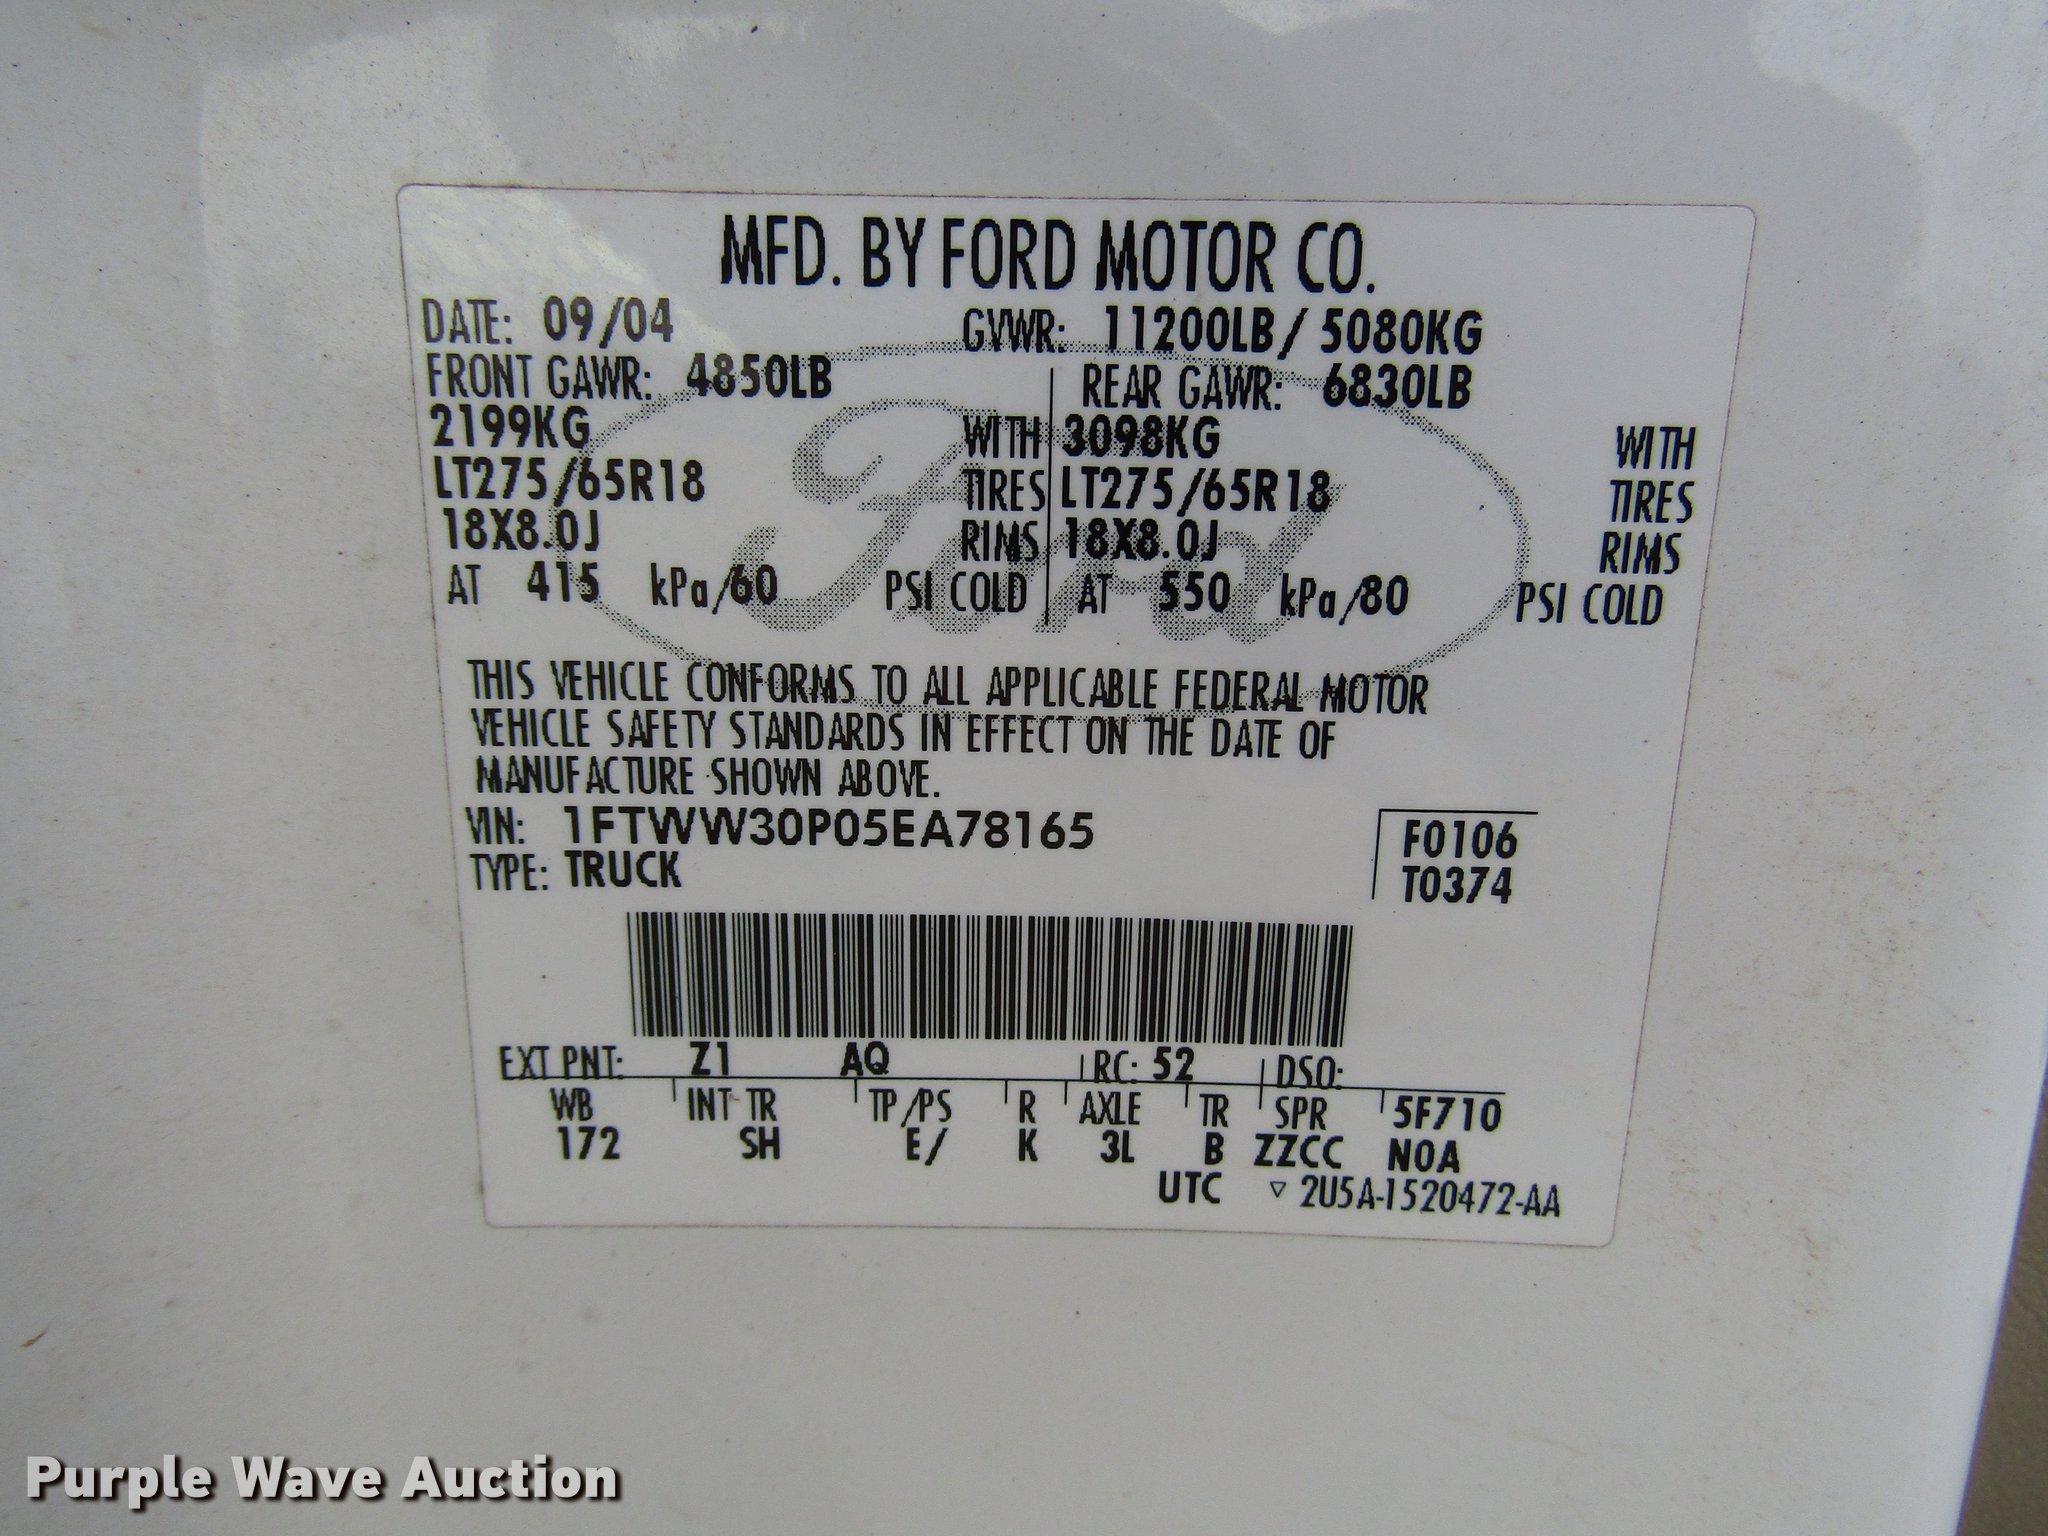 MFD. BY FORD MOTOR CO.
DATE: 09/04 GVWR: 11200LB/ 5080KG
FRONT GAWR: 4850LB REAR GAWR: 6830LB
2199KG WITH 3098KG WITH
LT275/65R18 TIRES LT275/65R18 TIRES
18X8.0J RIMS 18X8.0J RIMS
AT 415 kPa/60 PSI COLD AT 550 kPa/80 PSI COLD
Ford
THIS VEHICLE CONFORMS TO ALL APPLICABLE FEDERAL MOTOR
VEHICLE SAFETY STANDARDS IN EFFECT ON THE DATE OF
MANUFACTURE SHOWN ABOVE.
VIN: 1FTWW30P05EA78165 F0106
TYPE: TRUCK T0374
EXT PNT: Z1 AQ RC: 52 DSO:
WB INT TR TP/PS R AXLE TR SPR 5F710
172 SH E/ K 3L B ZZCC N0A
UTC ▽ 2U5A-1520472-AA
Purple Wave Auction